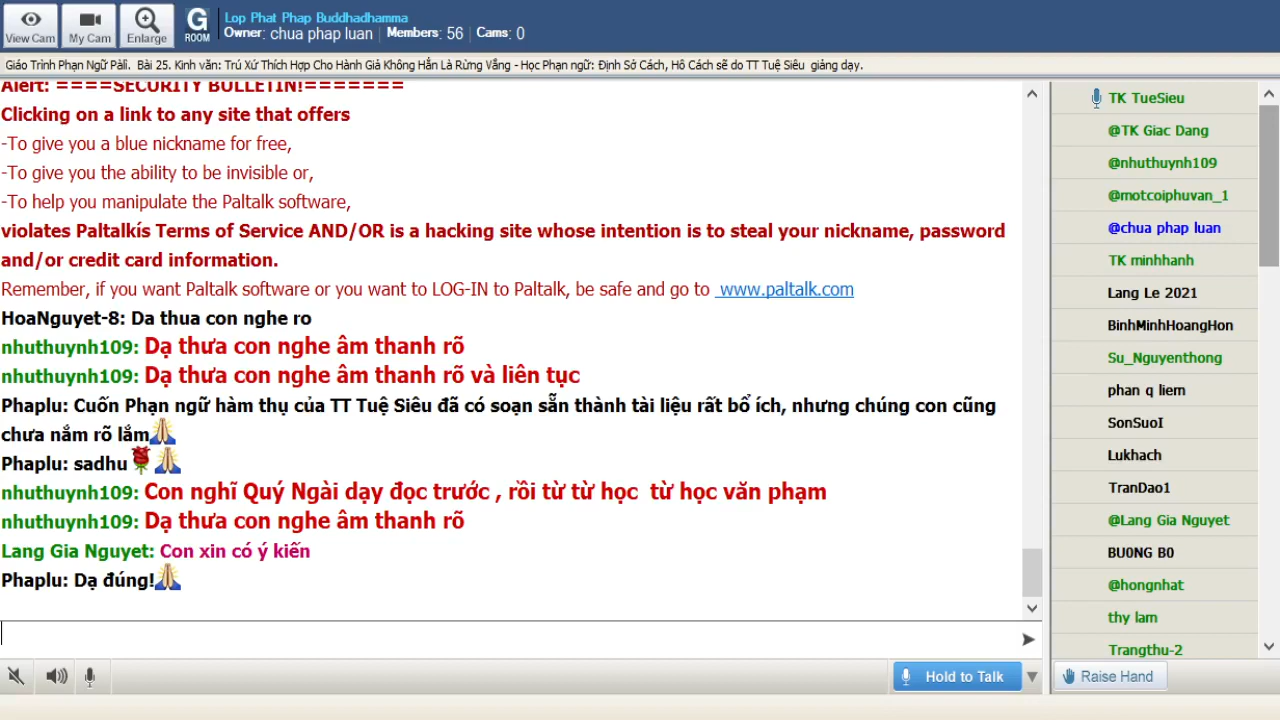 View Cam
My Cam
Enlarge
G
ROOM
Lop Phat Phap Buddhadhamma
Owner: chua phap luan Members: 56 Cams: 0
Giáo Trình Phạn Ngữ Pàli. Bài 25. Kinh văn: Trú Xứ Thích Hợp Cho Hành Giả Không Hẳn Là Rừng Vắng - Học Phạn ngữ: Định Sở Cách, Hô Cách sẽ do TT Tuệ Siêu giảng dạy.
Alert: ====SECURITY BULLETIN!=======
Clicking on a link to any site that offers
-To give you a blue nickname for free,
-To give you the ability to be invisible or,
-To help you manipulate the Paltalk software,
violates Paltalkís Terms of Service AND/OR is a hacking site whose intention is to steal your nickname, password
and/or credit card information.
Remember, if you want Paltalk software or you want to LOG-IN to Paltalk, be safe and go to www.paltalk.com
HoaNguyet-8: Da thua con nghe ro
nhuthuynh109: Dạ thưa con nghe âm thanh rõ
nhuthuynh109: Dạ thưa con nghe âm thanh rõ và liên tục
Phaplu: Cuốn Phạn ngữ hàm thụ của TT Tuệ Siêu đã có soạn sẵn thành tài liệu rất bổ ích, nhưng chúng con cũng
chưa nắm rõ lắm
Phaplu: sadhu
nhuthuynh109: Con nghĩ Quý Ngài dạy đọc trước , rồi từ từ học từ học văn phạm
nhuthuynh109: Dạ thưa con nghe âm thanh rõ
Lang Gia Nguyet: Con xin có ý kiến
Phaplu: Dạ đúng!
Hold to Talk
TK TueSieu
@TK Giac Dang
@nhuthuynh109
@motcoiphuvan_1
@chua phap luan
TK minhhanh
Lang Le 2021
BinhMinhHoangHon
Su_Nguyenthong
phan q liem
SonSuoI
Lukhach
TranDao1
@Lang Gia Nguyet
BU0NG B0
@hongnhat
thy lam
Trangthu-2
Raise Hand